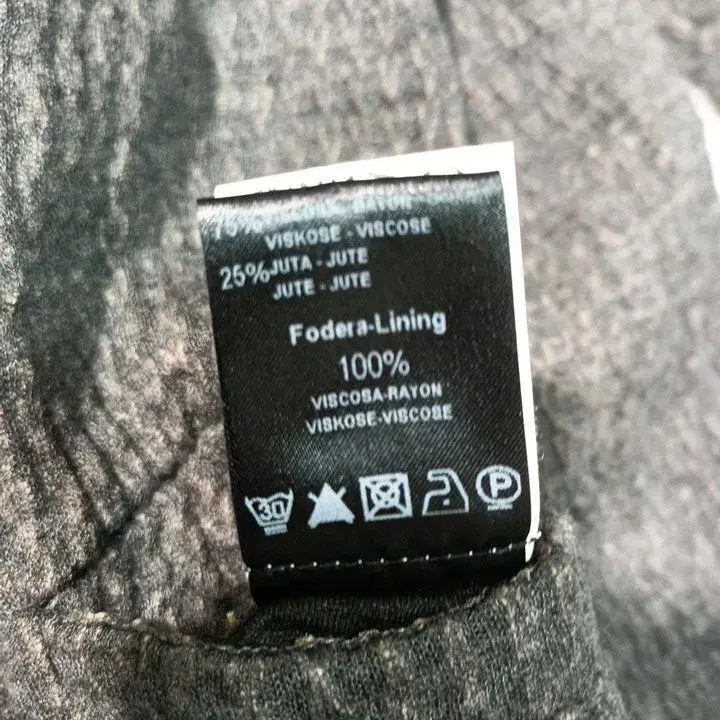 VISKOSE - VISCOSE
25% JUTA - JUTE
JUTE - JUTE
Fodera-Lining
100%
VISCOSA-RAYON
VISKOSE-VISCOSE
30
P